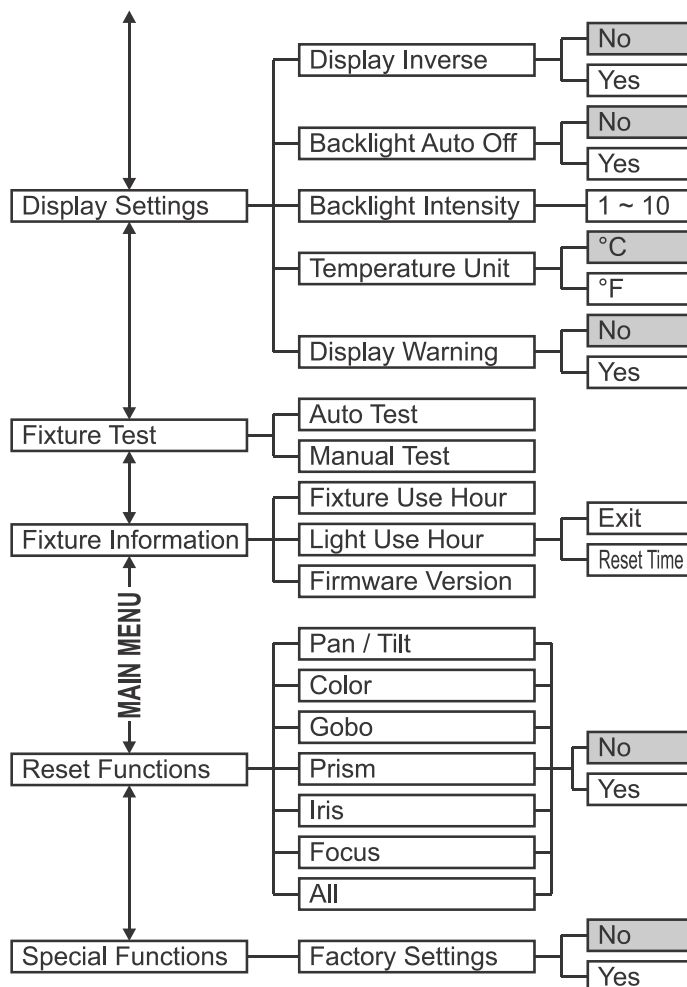 Display Settings
Display Inverse
No
Yes
Backlight Auto Off
No
Yes
Backlight Intensity
1 ~ 10
Temperature Unit
°C
°F
Display Warning
No
Yes
Fixture Test
Auto Test
Manual Test
Fixture Information
Fixture Use Hour
Light Use Hour
Exit
Reset Time
Firmware Version
MAIN MENU
Reset Functions
Pan / Tilt
Color
Gobo
Prism
Iris
Focus
All
No
Yes
Special Functions
Factory Settings
No
Yes